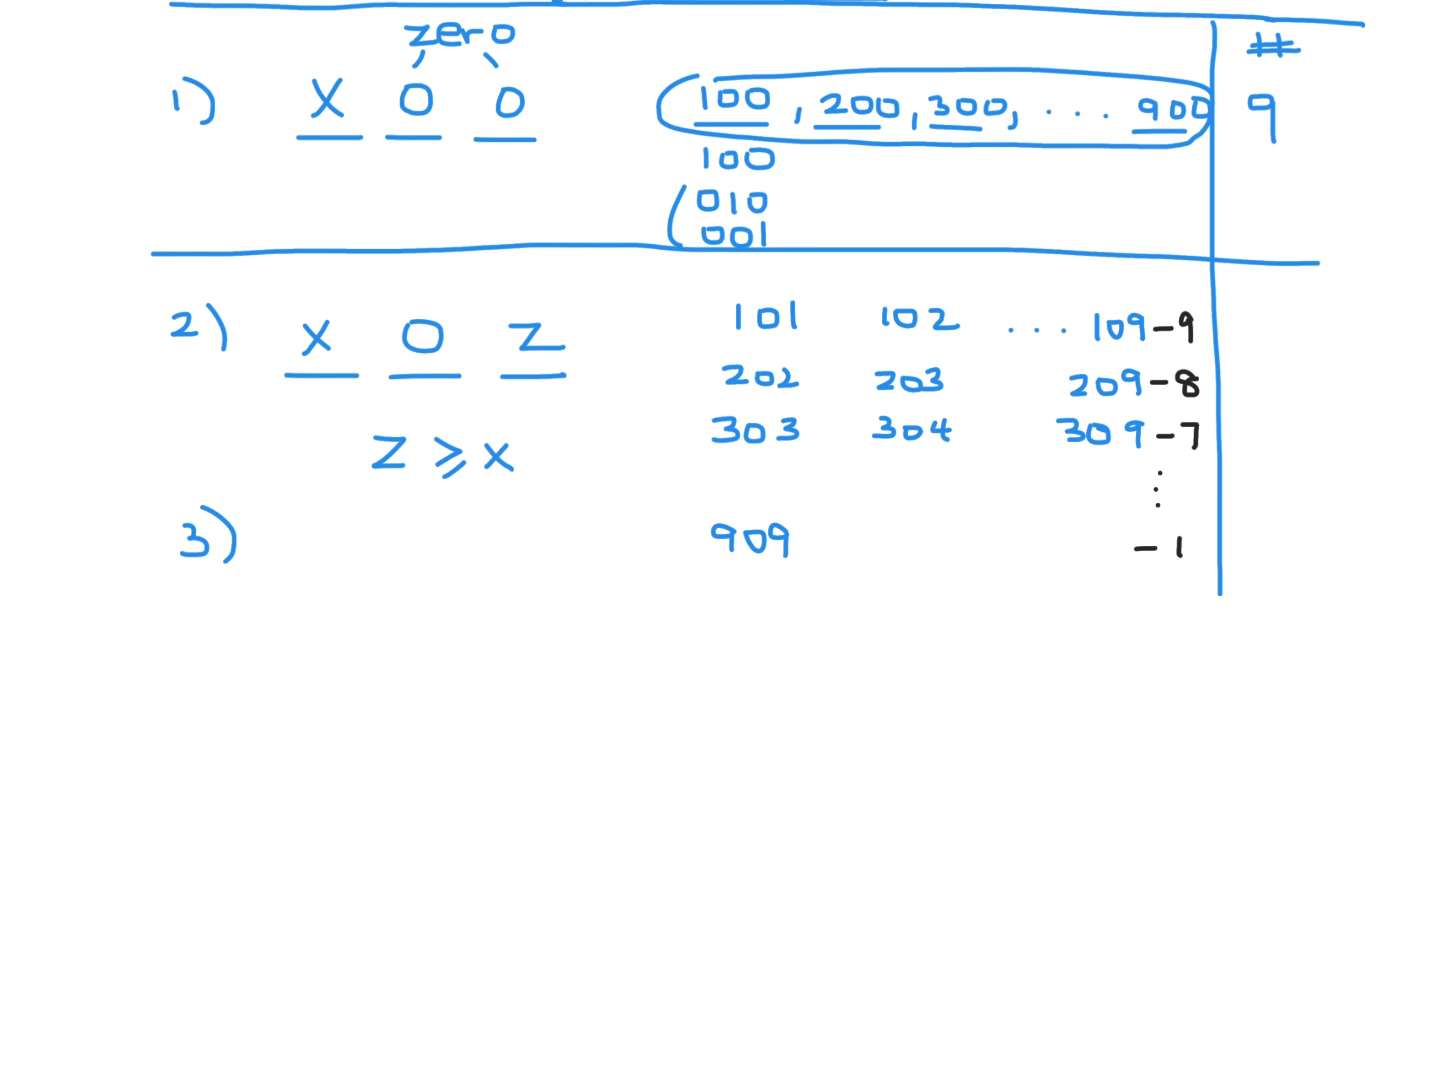 zero #
1) X 0 0 100, 200, 300, ... 900 9
100
010
001
2) X 0 Z 101 102 ... 109 - 9
202 203 209 - 8
Z ⩾ X 303 304 309 - 7
⋮
3) 909 - 1